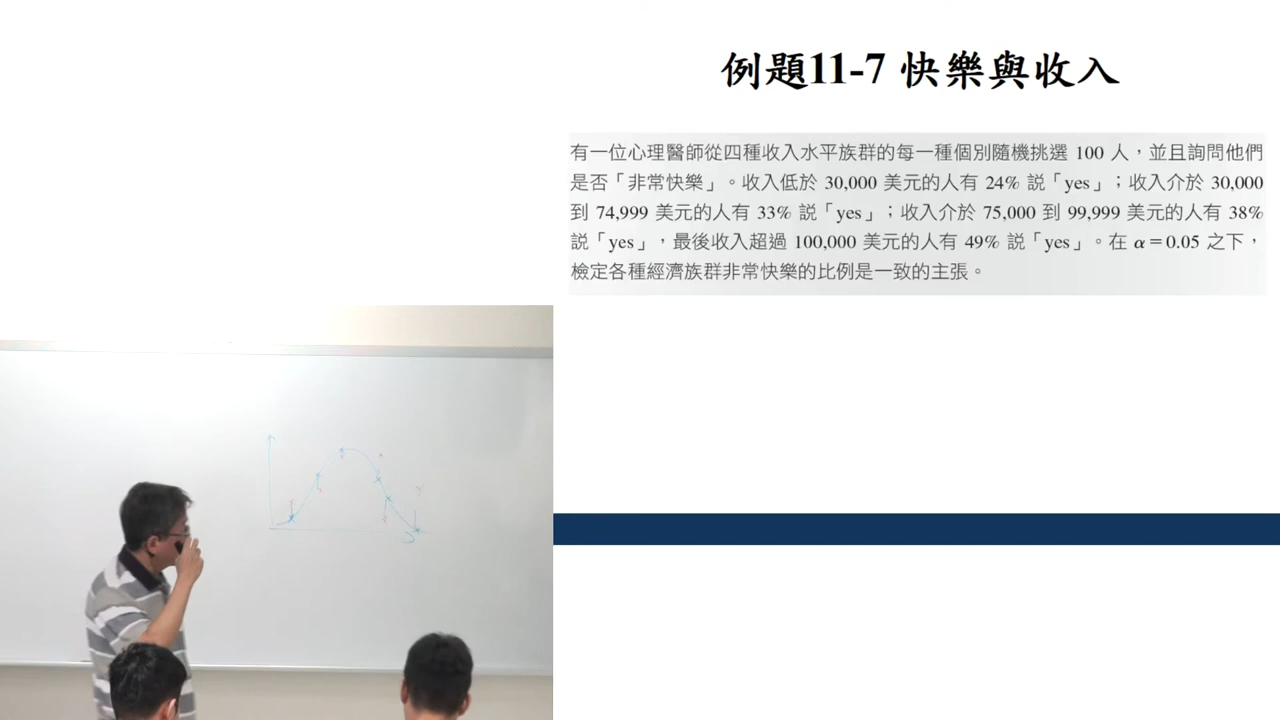 例題11-7 快樂與收入
有一位心理醫師從四種收入水平族群的每一種個別隨機挑選 100 人，並且詢問他們
是否「非常快樂」。收入低於 30,000 美元的人有 24% 説「yes」；收入介於 30,000
到 74,999 美元的人有 33% 説「yes」；收入介於 75,000 到 99,999 美元的人有 38%
説「yes」，最後收入超過 100,000 美元的人有 49% 説「yes」。在 α＝0.05 之下，
檢定各種經濟族群非常快樂的比例是一致的主張。